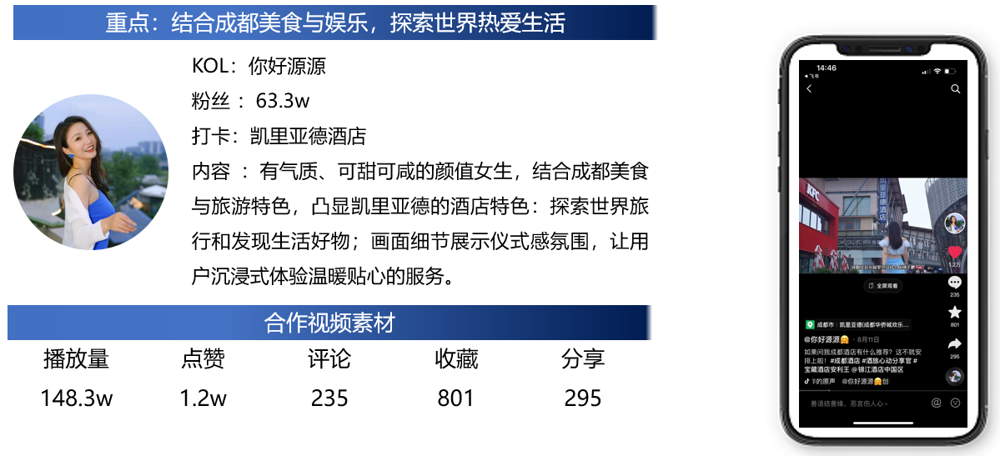 重点：结合成都美食与娱乐，探索世界热爱生活
KOL：你好源源
粉丝 ：63.3w
打卡：凯里亚德酒店
内容 ：有气质、可甜可咸的颜值女生，结合成都美食
与旅游特色，凸显凯里亚德的酒店特色：探索世界旅
行和发现生活好物；画面细节展示仪式感氛围，让用
户沉浸式体验温暖贴心的服务。
合作视频素材
播放量 点赞 评论 收藏 分享
148.3w 1.2w 235 801 295
14:46
飞书
KFC
凯里亚德酒店
1.2万
全屏观看
235
801
成都市 | 凯里亚德(成都华侨城欢乐...
@你好源源🤗 · 8月11日
如果问我成都酒店有什么推荐？这不就安
排上啦！#成都酒店 #酒旅心动分享官 #
宝藏酒店安利王 @锦江酒店中国区
295
的原声 @你好源源🤗创
善语结善缘，恶言伤人心~